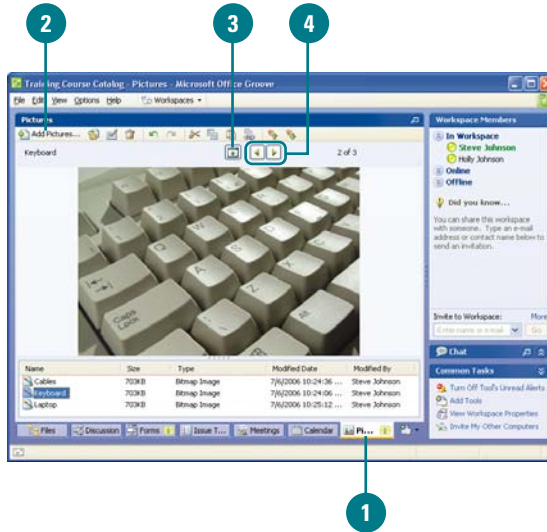 2
3
4
Training Course Catalog - Pictures - Microsoft Office Groove
File Edit View Options Help Workspaces
Pictures
Add Pictures...
Keyboard
2 of 3
Caps Lock
A
Q
W
S
Z
Name Size Type Modified Date Modified By
Cables 703KB Bitmap Image 7/6/2006 10:24:36 ... Steve Johnson
Keyboard 703KB Bitmap Image 7/6/2006 10:24:06 ... Steve Johnson
Laptop 703KB Bitmap Image 7/6/2006 10:25:12 ... Steve Johnson
Files Discussion Forms Issue T... Meetings Calendar Pi...
Workspace Members
In Workspace
Steve Johnson
Holly Johnson
Online
Offline
Did you know...
You can share this workspace
with someone. Type an e-mail
address or contact name below to
send an invitation.
Invite to Workspace: More
Enter name or e-mail Go
Chat
Common Tasks
Turn Off Tool's Unread Alerts
Add Tools
View Workspace Properties
Invite My Other Computers
1